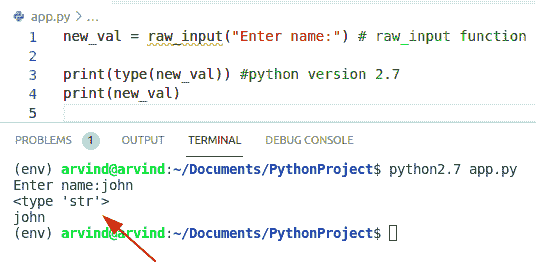 app.py > ...
1 new_val = raw_input("Enter name:") # raw_input function
2
3 print(type(new_val)) #python version 2.7
4 print(new_val)
5
PROBLEMS 1 OUTPUT TERMINAL DEBUG CONSOLE
(env) arvind@arvind:~/Documents/PythonProject$ python2.7 app.py
Enter name:john
<type 'str'>
john
(env) arvind@arvind:~/Documents/PythonProject$